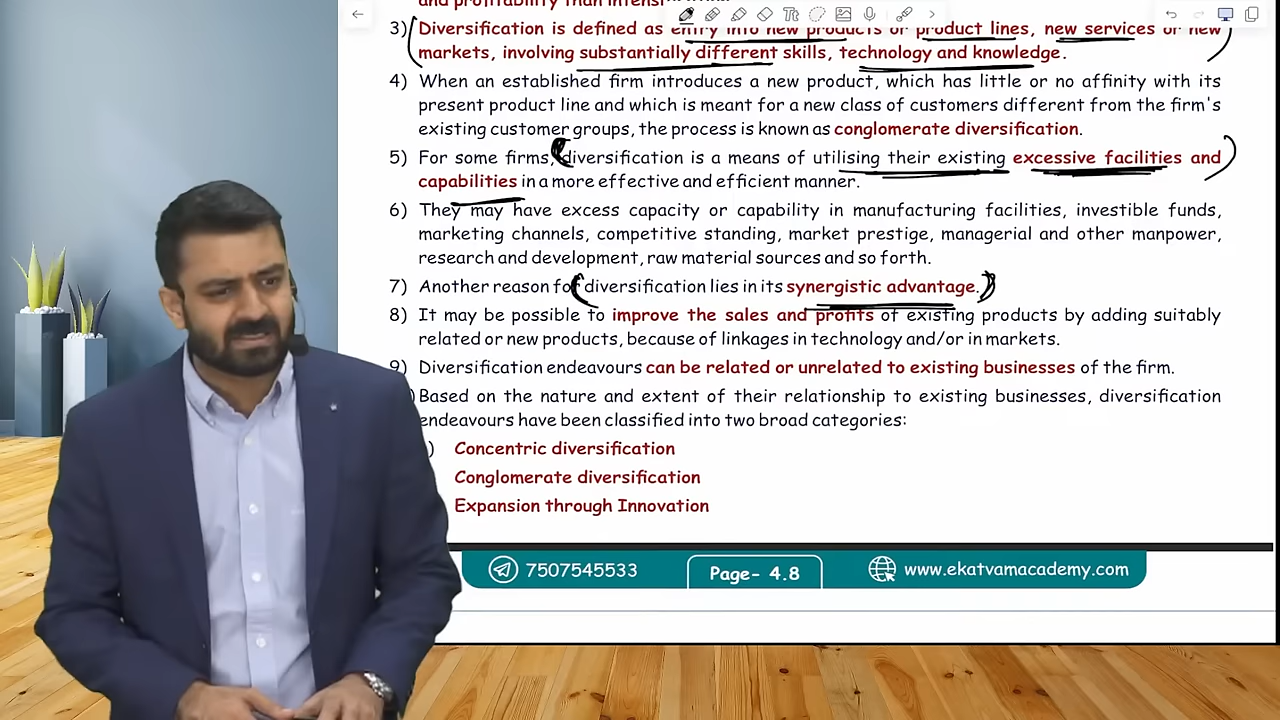 3) Diversification is defined as entry into new products or product lines, new services or new
markets, involving substantially different skills, technology and knowledge.
4) When an established firm introduces a new product, which has little or no affinity with its
present product line and which is meant for a new class of customers different from the firm's
existing customer groups, the process is known as conglomerate diversification.
5) For some firms, diversification is a means of utilising their existing excessive facilities and
capabilities in a more effective and efficient manner.
6) They may have excess capacity or capability in manufacturing facilities, investible funds,
marketing channels, competitive standing, market prestige, managerial and other manpower,
research and development, raw material sources and so forth.
7) Another reason for diversification lies in its synergistic advantage.
8) It may be possible to improve the sales and profits of existing products by adding suitably
related or new products, because of linkages in technology and/or in markets.
9) Diversification endeavours can be related or unrelated to existing businesses of the firm.
) Based on the nature and extent of their relationship to existing businesses, diversification
endeavours have been classified into two broad categories:
) Concentric diversification
Conglomerate diversification
Expansion through Innovation
7507545533
Page- 4.8
www.ekatvamacademy.com